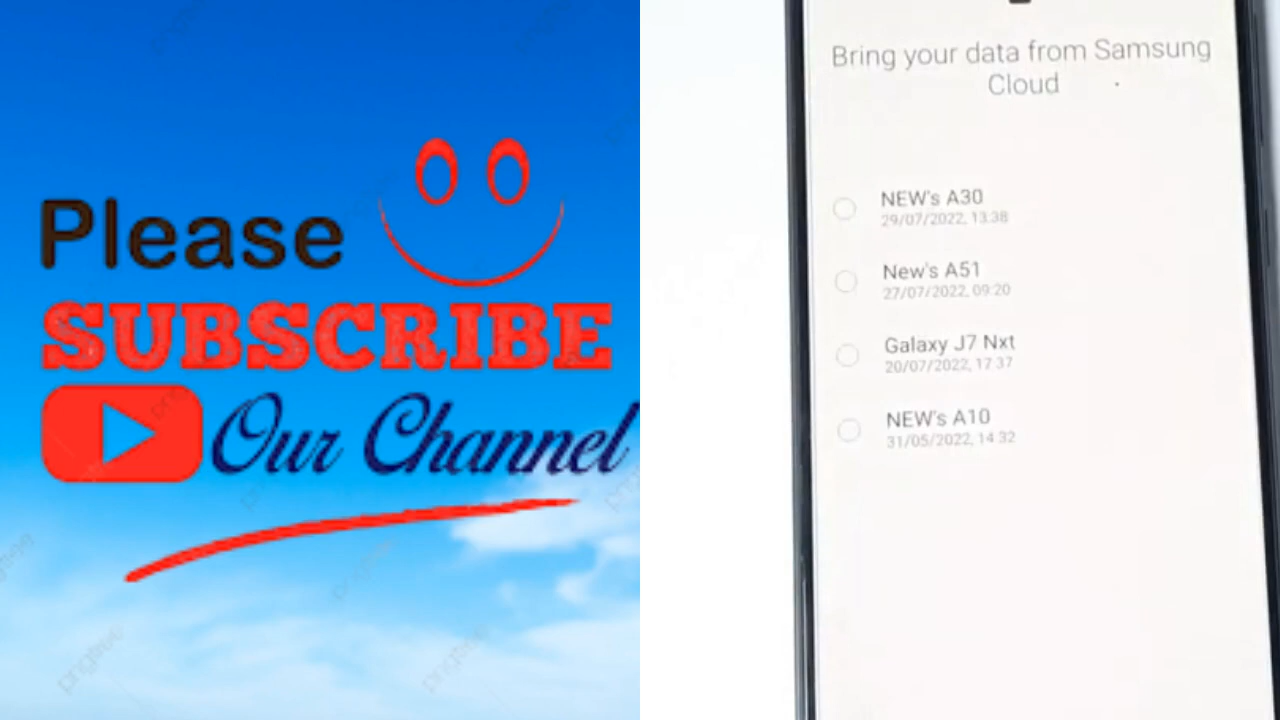 Please
SUBSCRIBE
Our Channel
Bring your data from Samsung
Cloud
NEW's A30
29/07/2022, 13:38
New's A51
27/07/2022, 09:20
Galaxy J7 Nxt
20/07/2022, 17:37
NEW's A10
31/05/2022, 14:32